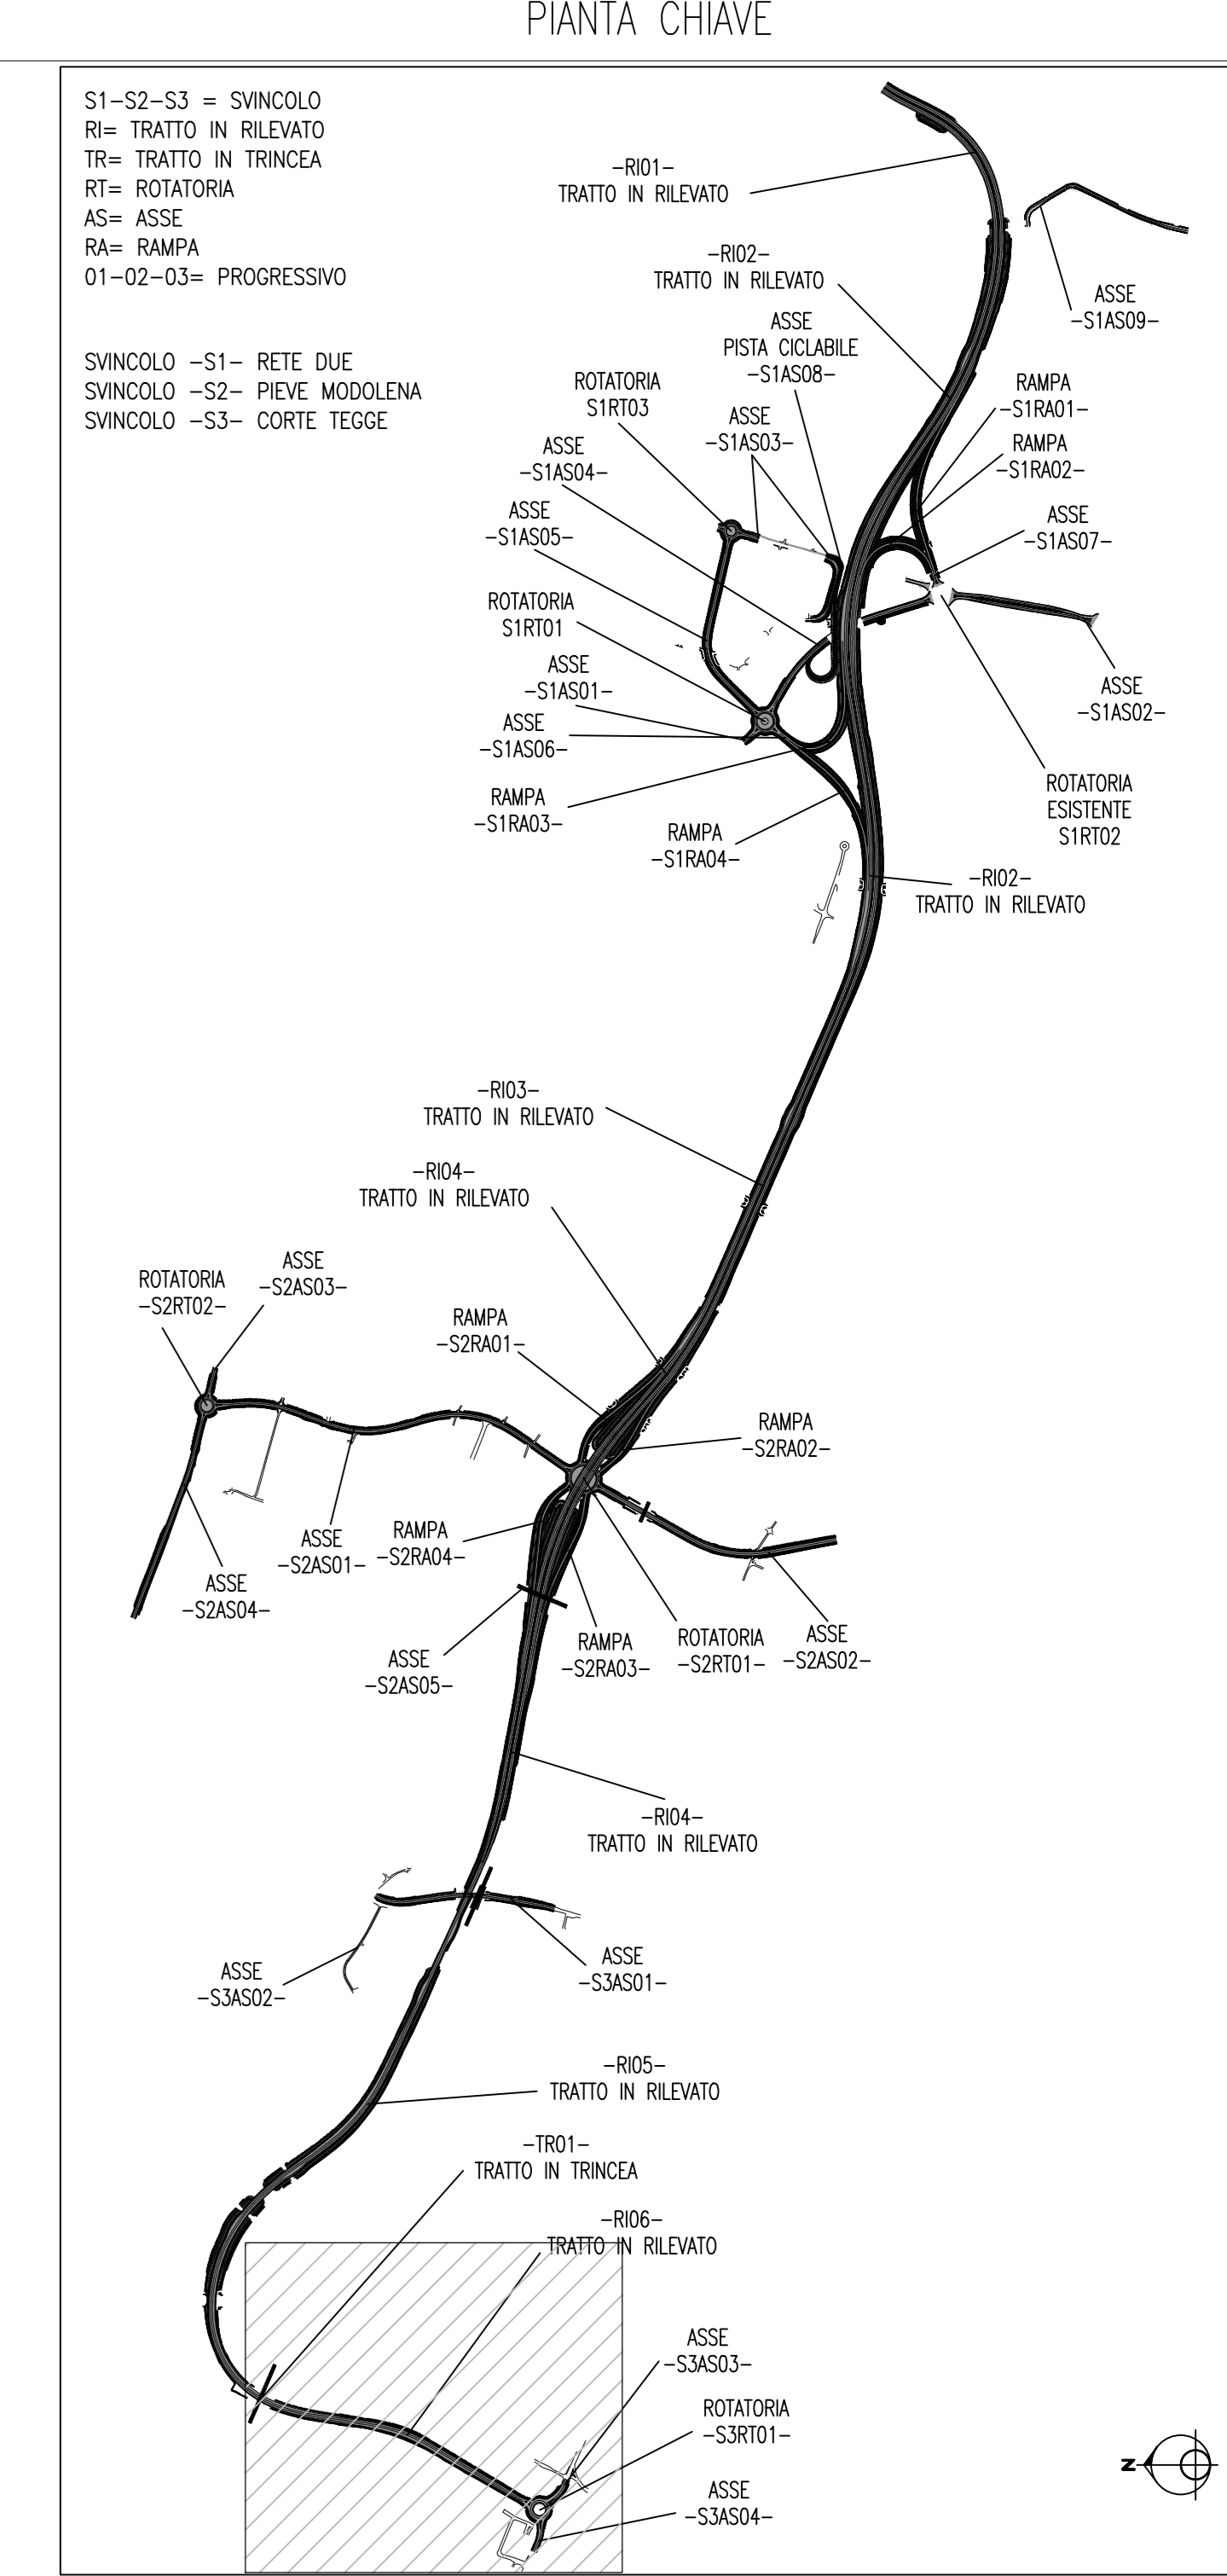 PIANTA CHIAVE
S1-S2-S3 = SVINCOLO
RI= TRATTO IN RILEVATO
TR= TRATTO IN TRINCEA
RT= ROTATORIA
AS= ASSE
RA= RAMPA
01-02-03= PROGRESSIVO
SVINCOLO -S1- RETE DUE
SVINCOLO -S2- PIEVE MODOLENA
SVINCOLO -S3- CORTE TEGGE
-RI01-
TRATTO IN RILEVATO
-RI02-
TRATTO IN RILEVATO
ASSE
-S1AS09-
ASSE
PISTA CICLABILE
-S1AS08-
ROTATORIA
S1RT03
ASSE
-S1AS03-
RAMPA
-S1RA01-
ASSE
-S1AS04-
RAMPA
-S1RA02-
ASSE
-S1AS05-
ASSE
-S1AS07-
ROTATORIA
S1RT01
ASSE
-S1AS01-
ASSE
-S1AS02-
ASSE
-S1AS06-
RAMPA
-S1RA03-
ROTATORIA
ESISTENTE
S1RT02
RAMPA
-S1RA04-
-RI02-
TRATTO IN RILEVATO
-RI03-
TRATTO IN RILEVATO
-RI04-
TRATTO IN RILEVATO
ASSE
-S2AS03-
ROTATORIA
-S2RT02-
RAMPA
-S2RA01-
RAMPA
-S2RA02-
ASSE
-S2AS01-
RAMPA
-S2RA04-
ASSE
-S2AS04-
ASSE
-S2AS05-
RAMPA
-S2RA03-
ROTATORIA
-S2RT01-
ASSE
-S2AS02-
-RI04-
TRATTO IN RILEVATO
ASSE
-S3AS02-
ASSE
-S3AS01-
-RI05-
TRATTO IN RILEVATO
-TR01-
TRATTO IN TRINCEA
-RI06-
TRATTO IN RILEVATO
ASSE
-S3AS03-
ROTATORIA
-S3RT01-
ASSE
-S3AS04-
N